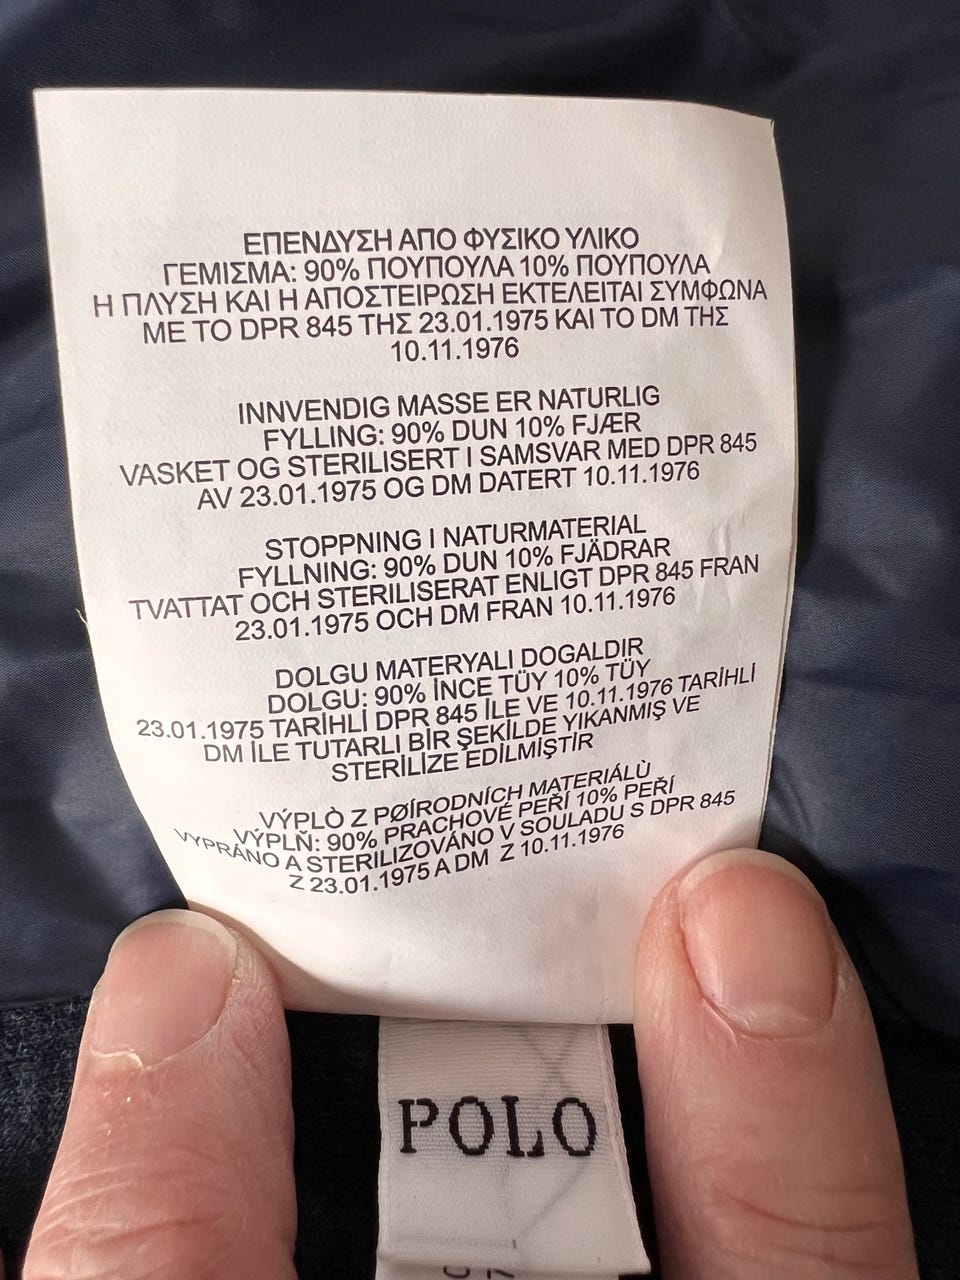 ΕΠΕΝΔΥΣΗ ΑΠΟ ΦΥΣΙΚΟ ΥΛΙΚΟ
ΓΕΜΙΣΜΑ: 90% ΠΟΥΠΟΥΛΑ 10% ΠΟΥΠΟΥΛΑ
Η ΠΛΥΣΗ ΚΑΙ Η ΑΠΟΣΤΕΙΡΩΣΗ ΕΚΤΕΛΕΙΤΑΙ ΣΥΜΦΩΝΑ
ΜΕ ΤΟ DPR 845 ΤΗΣ 23.01.1975 ΚΑΙ ΤΟ DM ΤΗΣ
10.11.1976
INNVENDIG MASSE ER NATURLIG
FYLLING: 90% DUN 10% FJÆR
VASKET OG STERILISERT I SAMSVAR MED DPR 845
AV 23.01.1975 OG DM DATERT 10.11.1976
STOPPNING I NATURMATERIAL
FYLLNING: 90% DUN 10% FJÄDRAR
TVATTAT OCH STERILISERAT ENLIGT DPR 845 FRAN
23.01.1975 OCH DM FRAN 10.11.1976
DOLGU MATERYALI DOGALDIR
DOLGU: 90% İNCE TÜY 10% TÜY
23.01.1975 TARİHLİ DPR 845 İLE VE 10.11.1976 TARİHLİ
DM İLE TUTARLI BİR ŞEKİLDE YIKANMIŞ VE
STERİLİZE EDİLMİŞTİR
VÝPLÒ Z PØÍRODNÍCH MATERIÁLÙ
VÝPLŇ: 90% PRACHOVÉ PEŘÍ 10% PEŘÍ
VYPRÁNO A STERILIZOVÁNO V SOULADU S DPR 845
Z 23.01.1975 A DM Z 10.11.1976
POLO